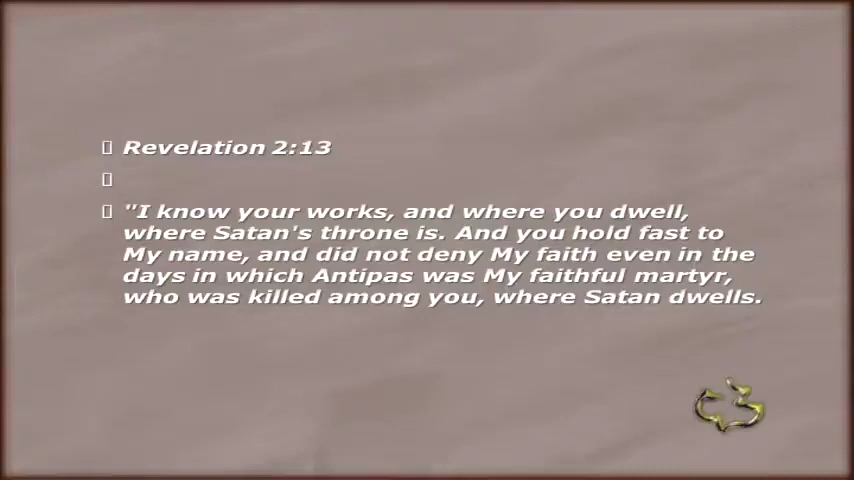 Revelation 2:13
"I know your works, and where you dwell,
where Satan's throne is. And you hold fast to
My name, and did not deny My faith even in the
days in which Antipas was My faithful martyr,
who was killed among you, where Satan dwells.